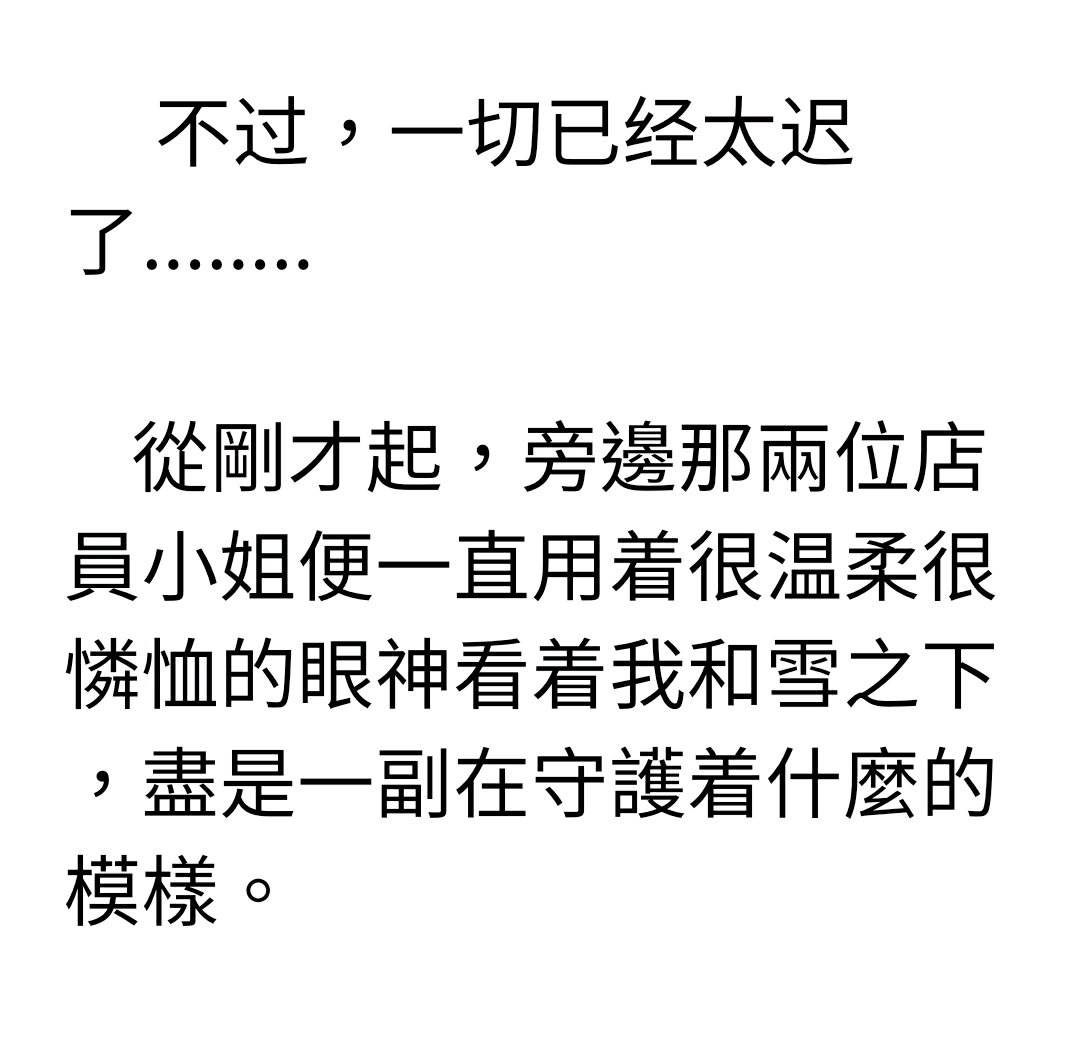 不过，一切已经太迟
了........
從剛才起，旁邊那兩位店
員小姐便一直用着很温柔很
憐恤的眼神看着我和雪之下
，盡是一副在守護着什麼的
模樣。